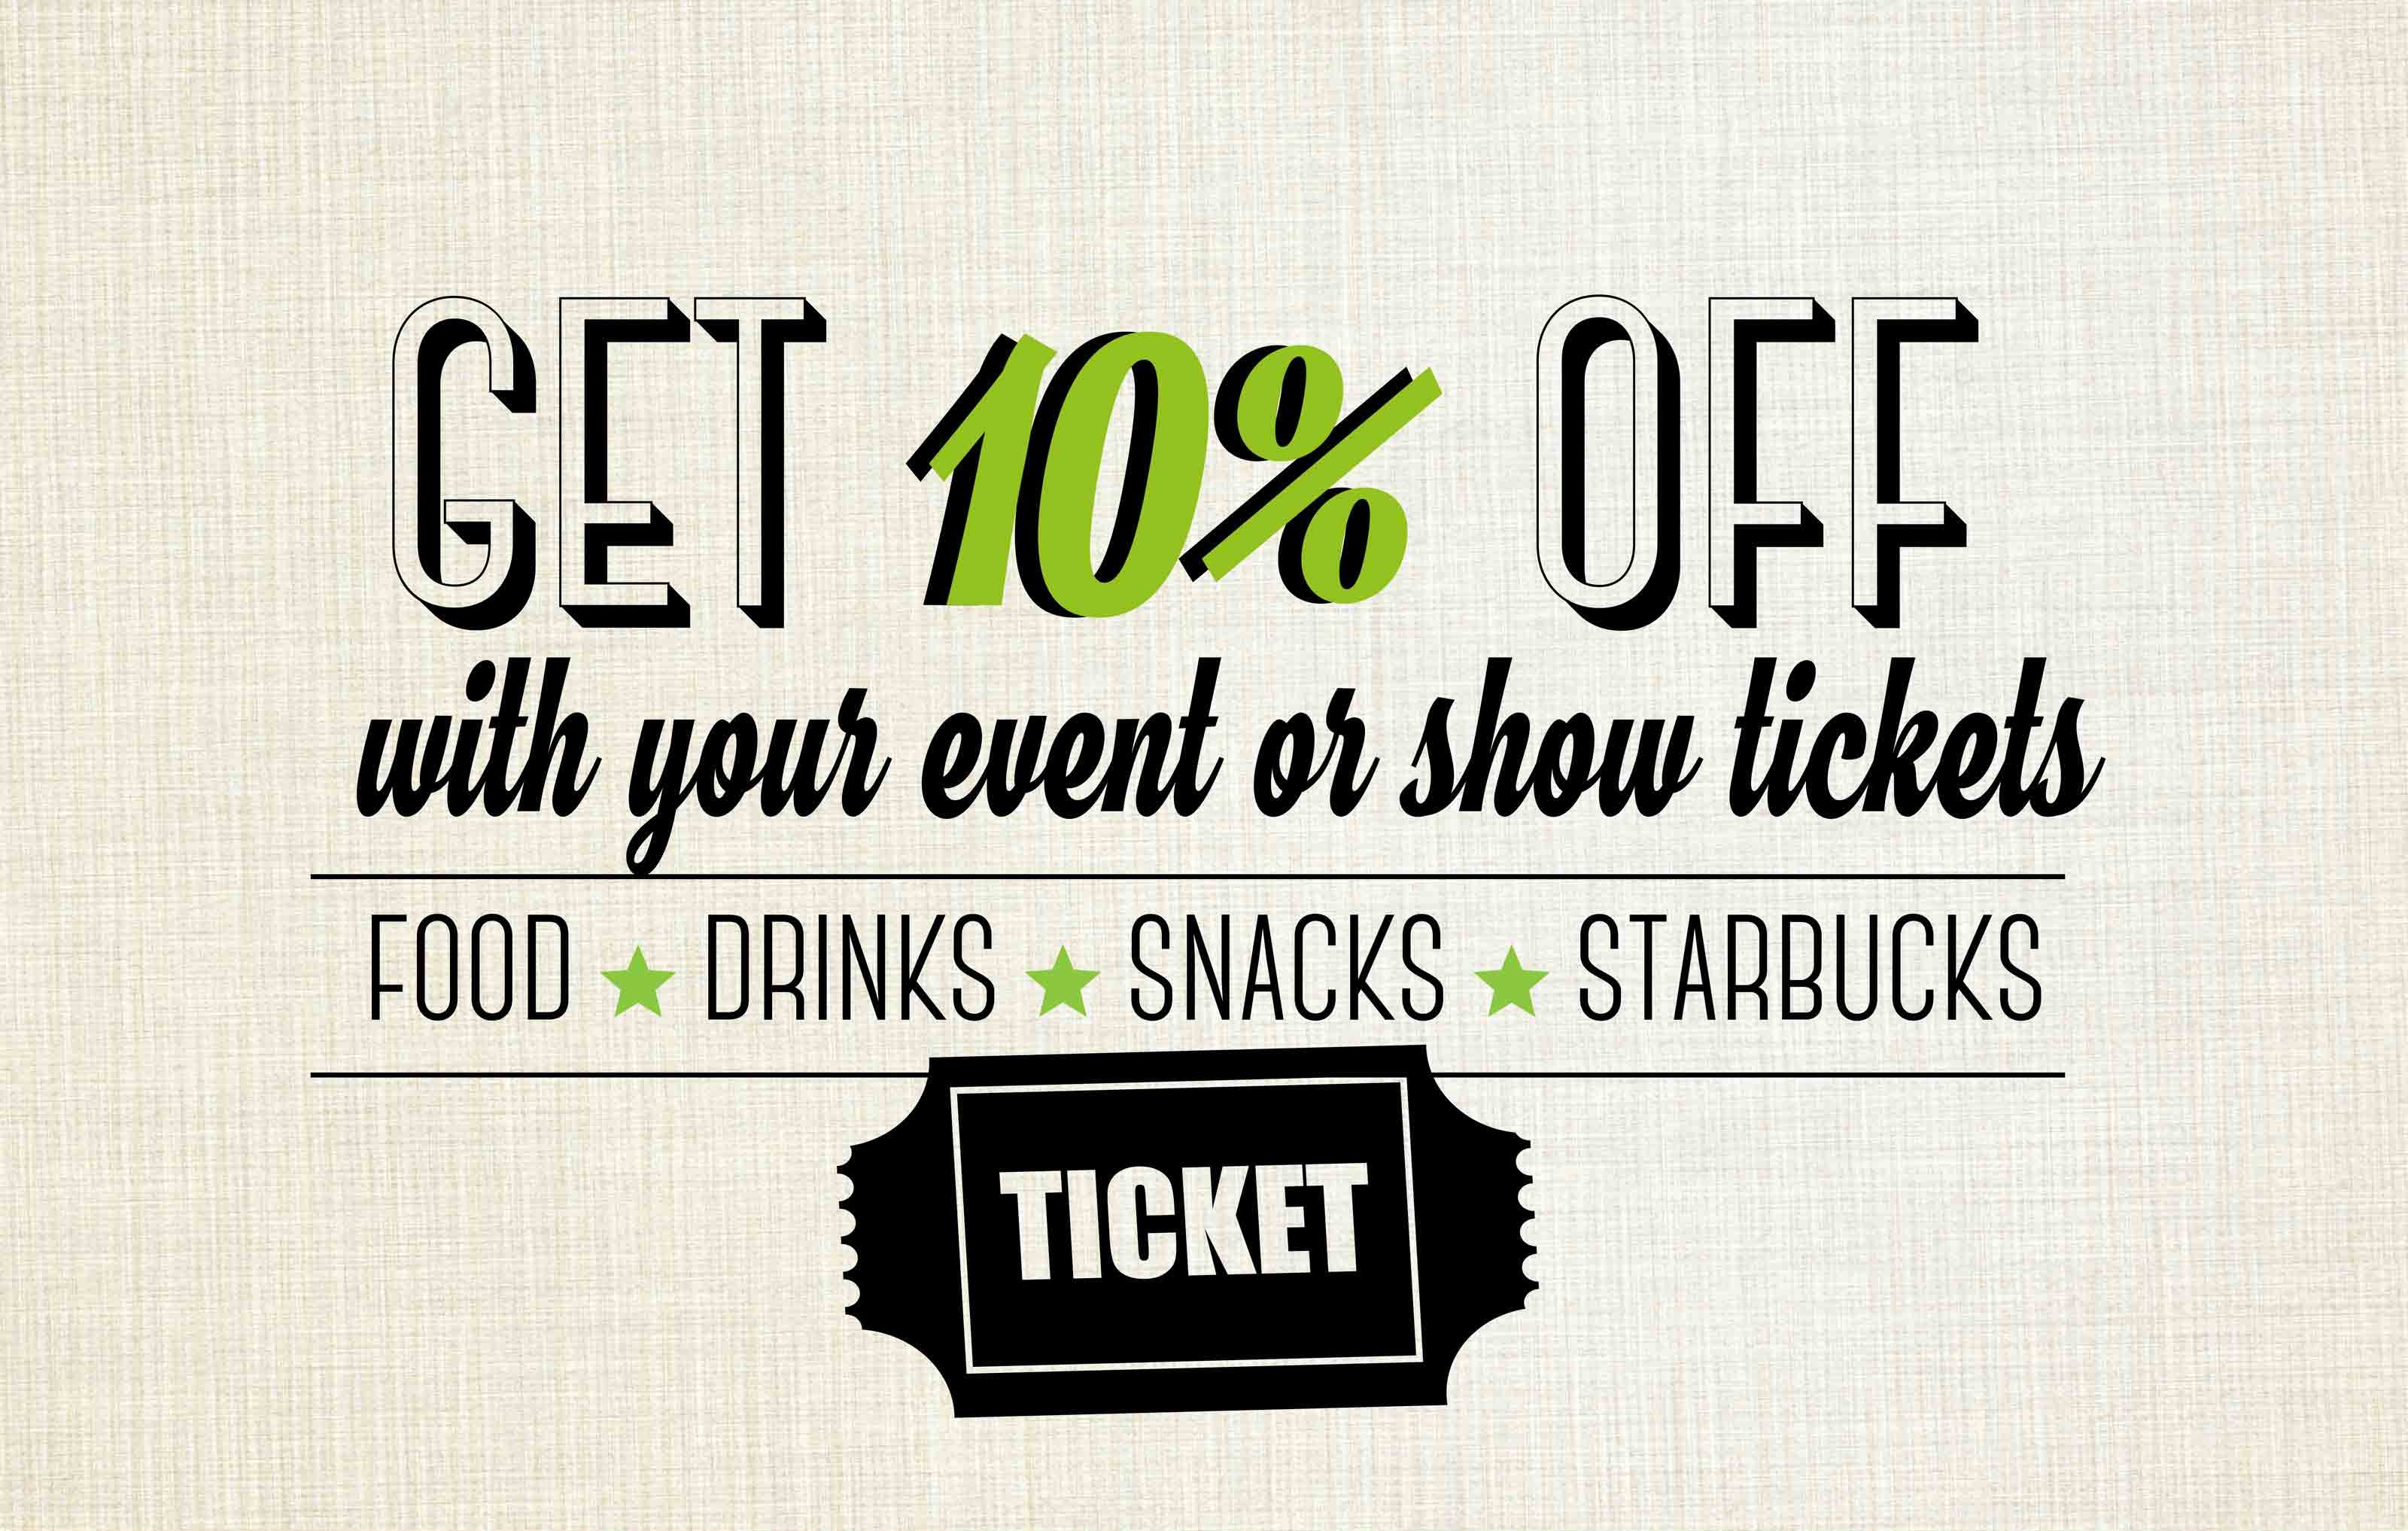 GET 10% OFF
with your event or show tickets
FOOD ★ DRINKS ★ SNACKS ★ STARBUCKS
TICKET